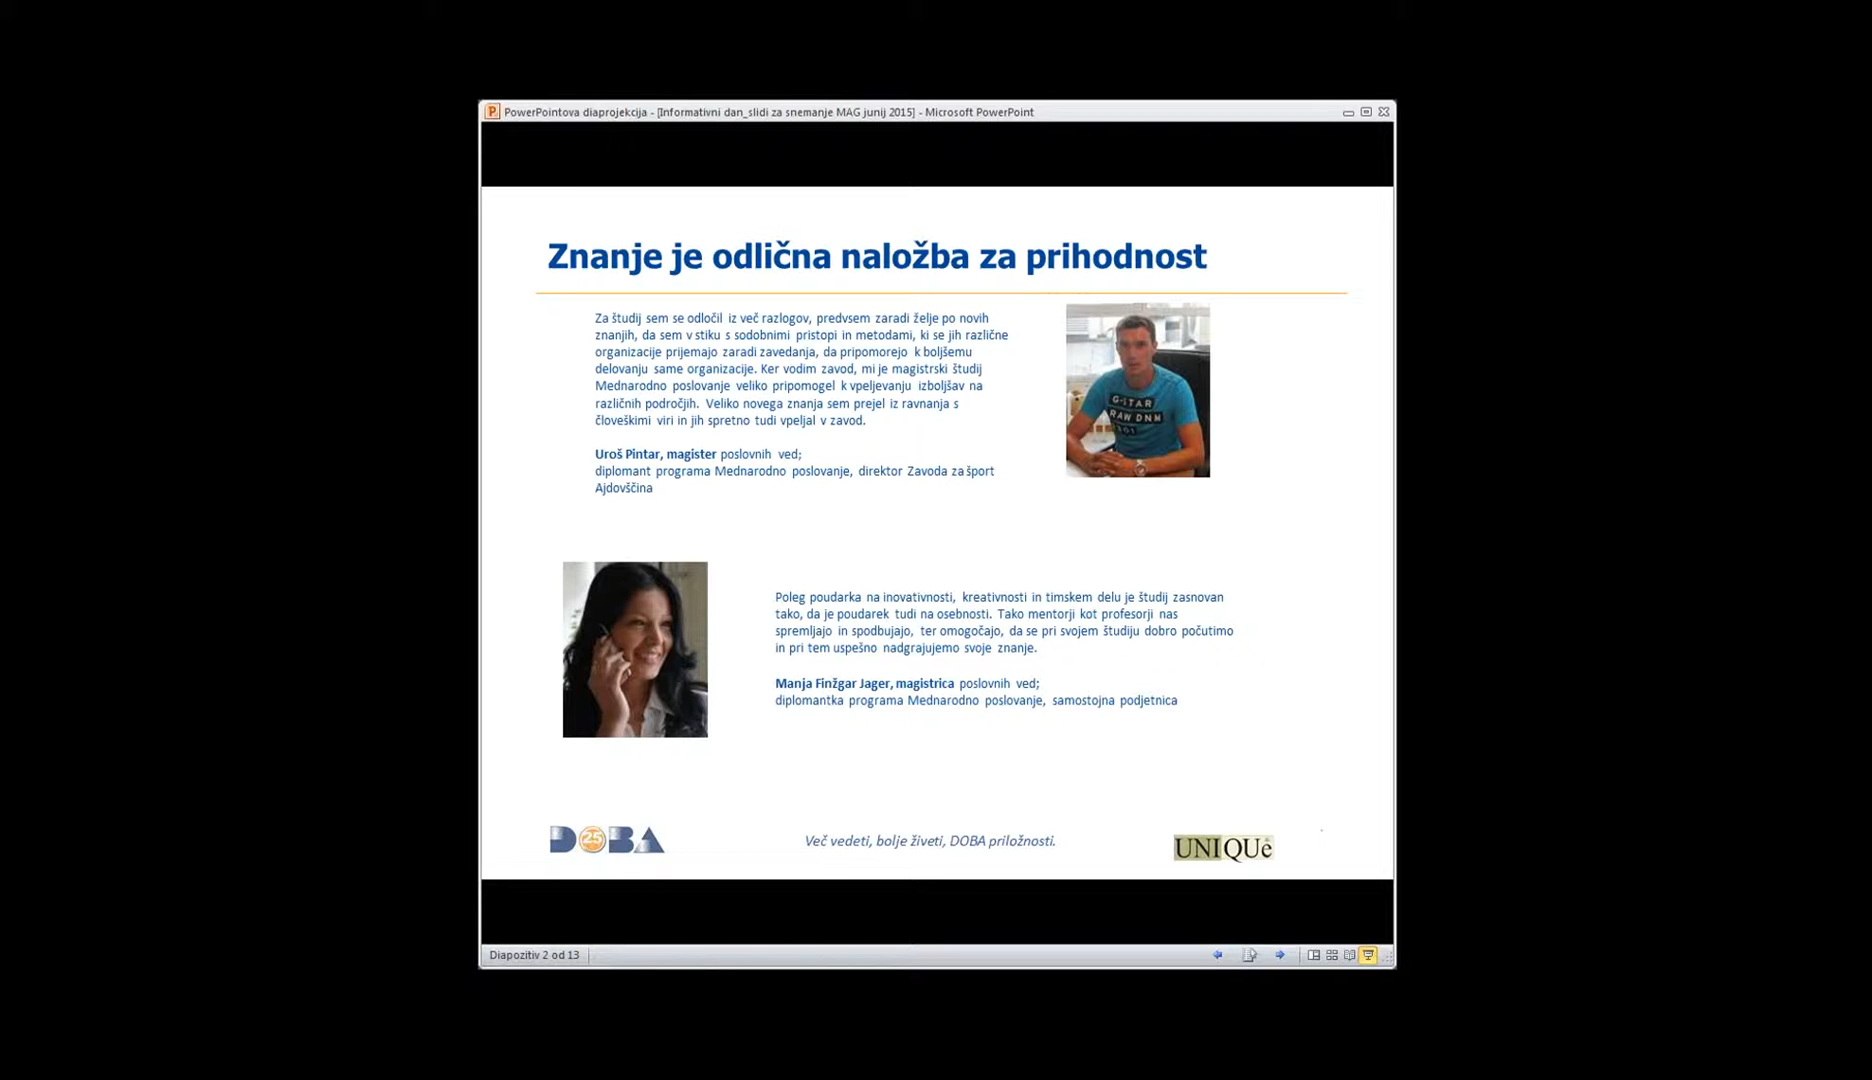 PowerPointova diaprojekcija - [Informativni dan_slidi za snemanje MAG junij 2015] - Microsoft PowerPoint
Znanje je odlična naložba za prihodnost
Za študij sem se odločil iz več razlogov, predvsem zaradi želje po novih
znanjih, da sem v stiku s sodobnimi pristopi in metodami, ki se jih različne
organizacije prijemajo zaradi zavedanja, da pripomorejo k boljšemu
delovanju same organizacije. Ker vodim zavod, mi je magistrski študij
Mednarodno poslovanje veliko pripomogel k vpeljevanju izboljšav na
različnih področjih. Veliko novega znanja sem prejel iz ravnanja s
človeškimi viri in jih spretno tudi vpeljal v zavod.
Uroš Pintar, magister poslovnih ved;
diplomant programa Mednarodno poslovanje, direktor Zavoda za šport
Ajdovščina
G-STAR
RAW DNM
Poleg poudarka na inovativnosti, kreativnosti in timskem delu je študij zasnovan
tako, da je poudarek tudi na osebnosti. Tako mentorji kot profesorji nas
spremljajo in spodbujajo, ter omogočajo, da se pri svojem študiju dobro počutimo
in pri tem uspešno nadgrajujemo svoje znanje.
Manja Finžgar Jager, magistrica poslovnih ved;
diplomantka programa Mednarodno poslovanje, samostojna podjetnica
DOBA
25
Več vedeti, bolje živeti, DOBA priložnosti.
UNIQUe
Diapozitiv 2 od 13